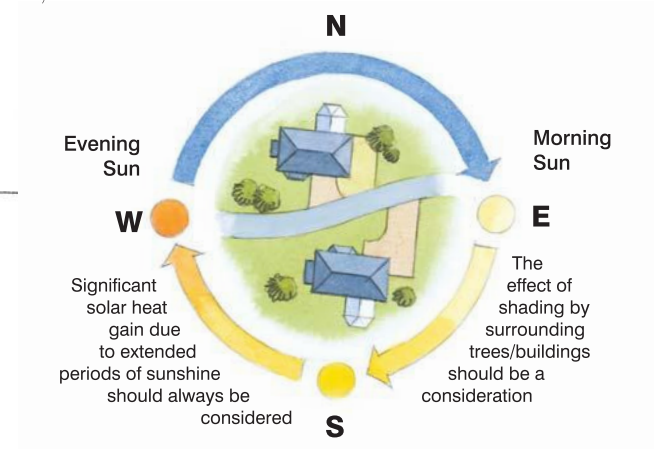 N
Evening
Sun
Morning
Sun
W
E
Significant
solar heat
gain due
to extended
periods of sunshine
should always be
considered
The
effect of
shading by
surrounding
trees/buildings
should be a
consideration
S